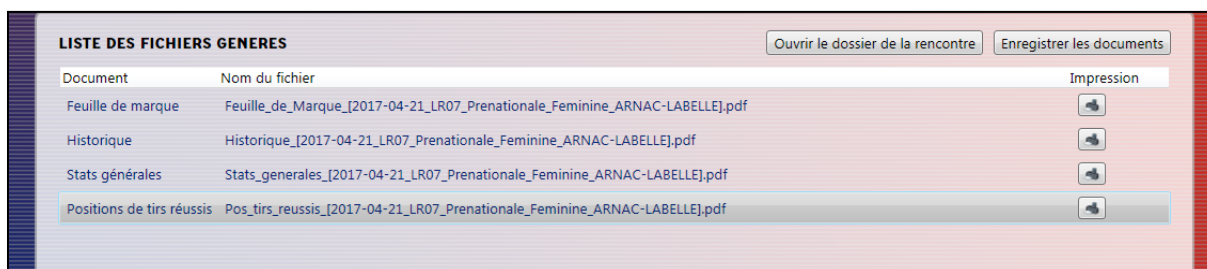 LISTE DES FICHIERS GENERES Ouvrir le dossier de la rencontre Enregistrer les documents
Document Nom du fichier Impression
Feuille de marque Feuille_de_Marque_[2017-04-21_LR07_Prenationale_Feminine_ARNAC-LABELLE].pdf
Historique Historique_[2017-04-21_LR07_Prenationale_Feminine_ARNAC-LABELLE].pdf
Stats générales Stats_generales_[2017-04-21_LR07_Prenationale_Feminine_ARNAC-LABELLE].pdf
Positions de tirs réussis Pos_tirs_reussis_[2017-04-21_LR07_Prenationale_Feminine_ARNAC-LABELLE].pdf